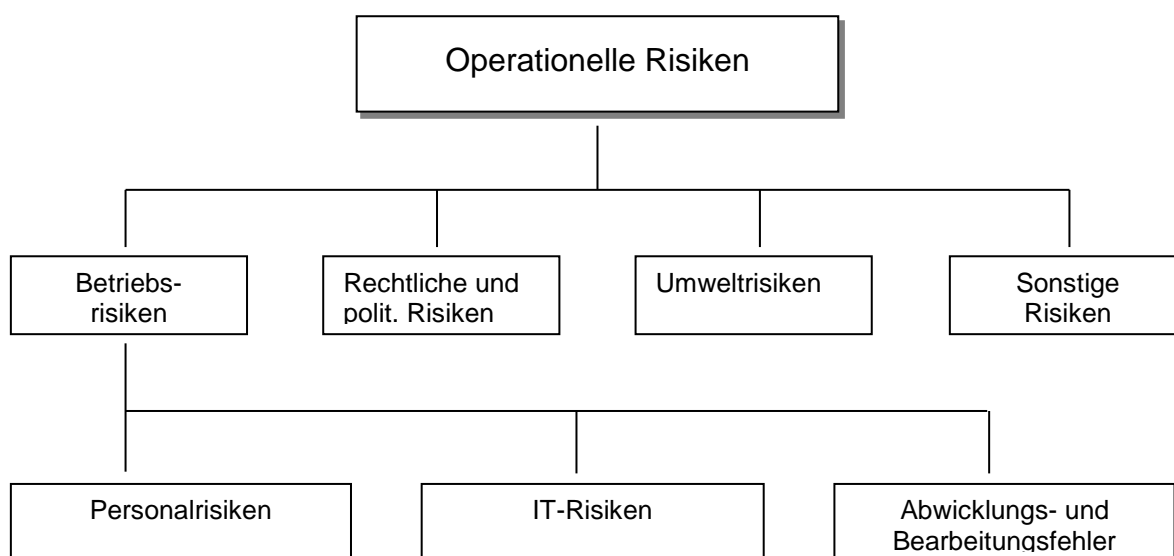 Operationelle Risiken
Betriebs-
risiken
Rechtliche und
polit. Risiken
Umweltrisiken
Sonstige
Risiken
Personalrisiken
IT-Risiken
Abwicklungs- und
Bearbeitungsfehler